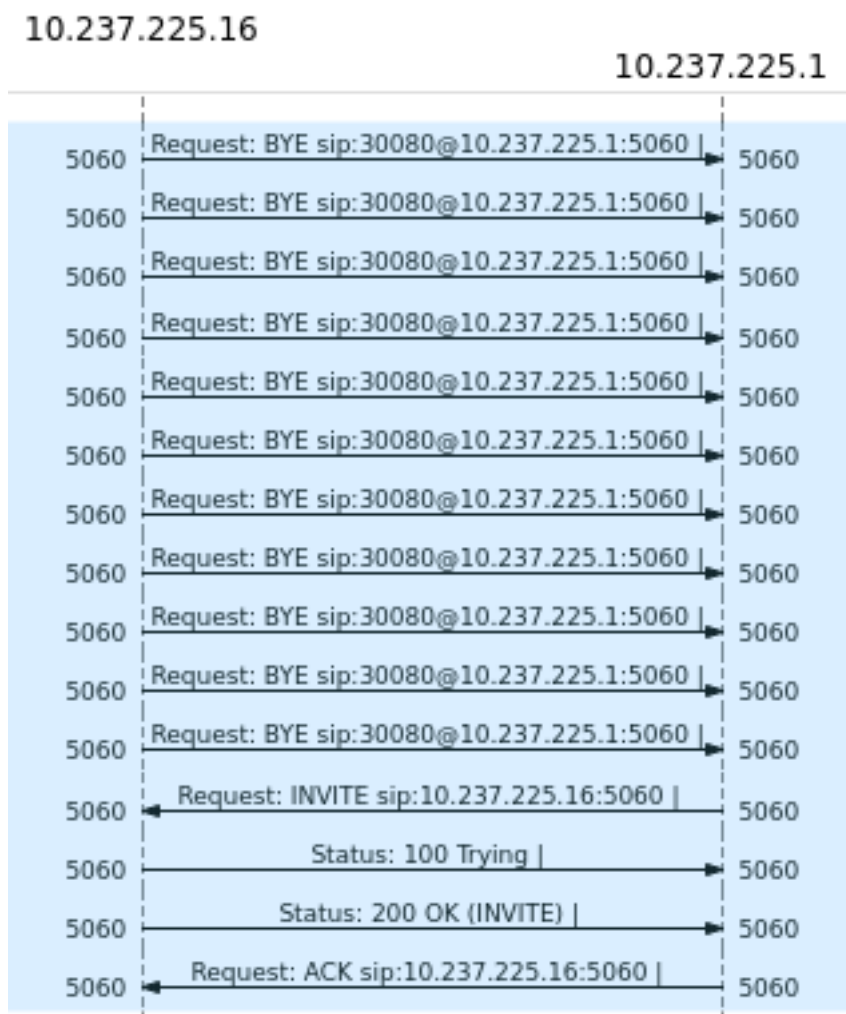 10.237.225.16
10.237.225.1
Request: BYE sip:30080@10.237.225.1:5060 |
5060 5060
Request: BYE sip:30080@10.237.225.1:5060 |
5060 5060
Request: BYE sip:30080@10.237.225.1:5060 |
5060 5060
Request: BYE sip:30080@10.237.225.1:5060 |
5060 5060
Request: BYE sip:30080@10.237.225.1:5060 |
5060 5060
Request: BYE sip:30080@10.237.225.1:5060 |
5060 5060
Request: BYE sip:30080@10.237.225.1:5060 |
5060 5060
Request: BYE sip:30080@10.237.225.1:5060 |
5060 5060
Request: BYE sip:30080@10.237.225.1:5060 |
5060 5060
Request: BYE sip:30080@10.237.225.1:5060 |
5060 5060
Request: BYE sip:30080@10.237.225.1:5060 |
5060 5060
Request: INVITE sip:10.237.225.16:5060 |
5060 5060
Status: 100 Trying |
5060 5060
Status: 200 OK (INVITE) |
5060 5060
Request: ACK sip:10.237.225.16:5060 |
5060 5060